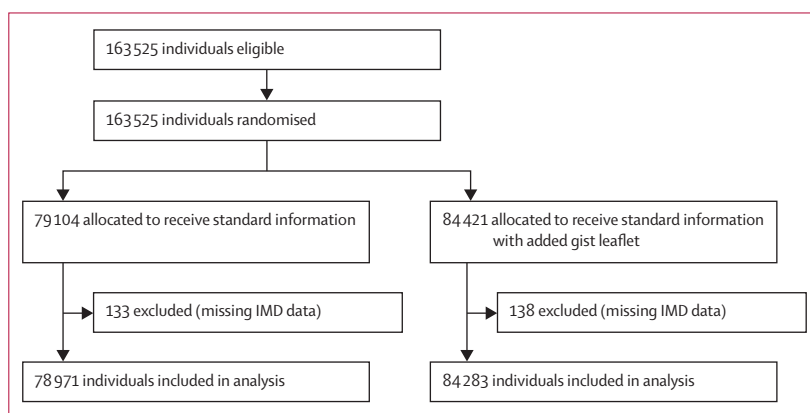 163 525 individuals eligible
163 525 individuals randomised
79 104 allocated to receive standard information
84 421 allocated to receive standard information
with added gist leaflet
133 excluded (missing IMD data)
138 excluded (missing IMD data)
78 971 individuals included in analysis
84 283 individuals included in analysis